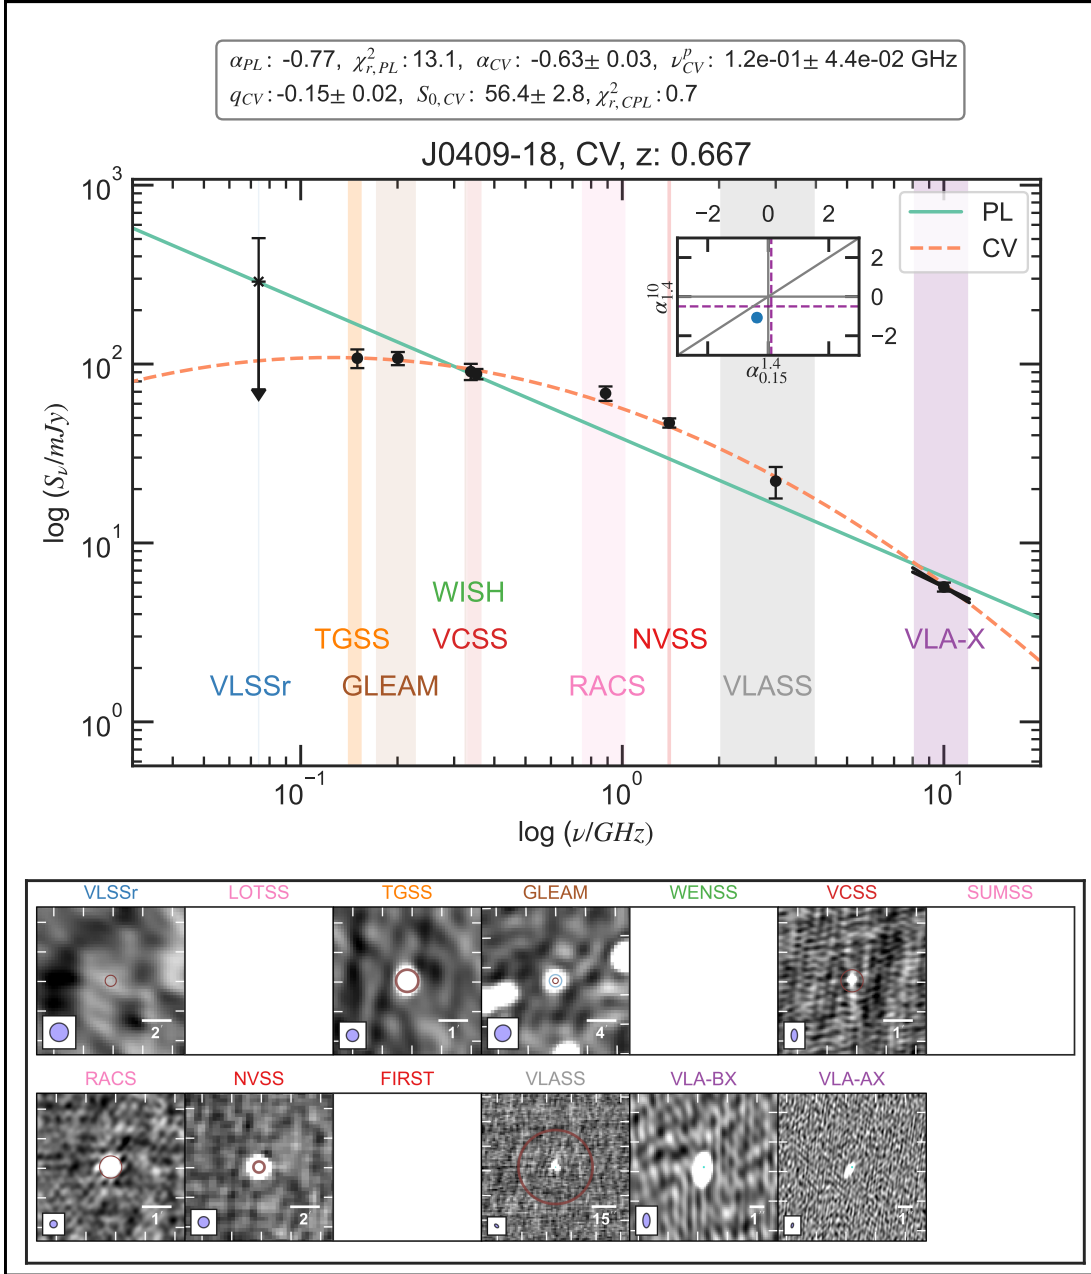 α_PL: -0.77, χ²_r,PL: 13.1, α_CV: -0.63± 0.03, ν^p_CV: 1.2e-01± 4.4e-02 GHz
q_CV: -0.15± 0.02, S_0,CV: 56.4± 2.8, χ²_r,CPL: 0.7
J0409-18, CV, z: 0.667
10³
10²
10¹
10⁰
log (S_ν/mJy)
−2 0 2
2
0
−2
α^10_1.4
α^1.4_0.15
PL
CV
WISH
TGSS VCSS NVSS VLA-X
VLSSr GLEAM RACS VLASS
10⁻¹ 10⁰ 10¹
log (ν/GHz)
VLSSr LOTSS TGSS GLEAM WENSS VCSS SUMSS
2′ 1′ 4′ 1′
RACS NVSS FIRST VLASS VLA-BX VLA-AX
1′ 2′ 15″ 1″ 1″